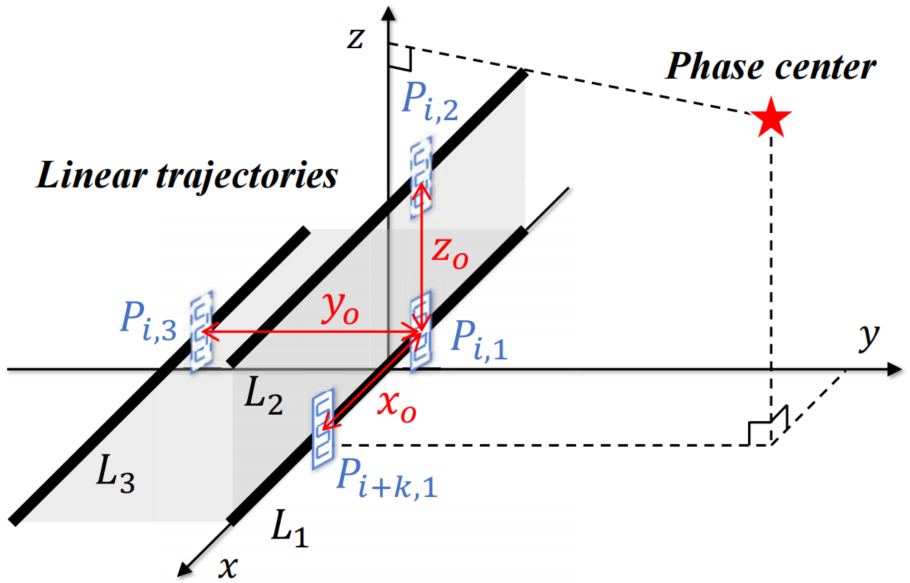 z
Phase center
P_{i,2}
Linear trajectories
z_o
y_o
P_{i,3}
P_{i,1}
y
L_2
x_o
L_3
P_{i+k,1}
L_1
x